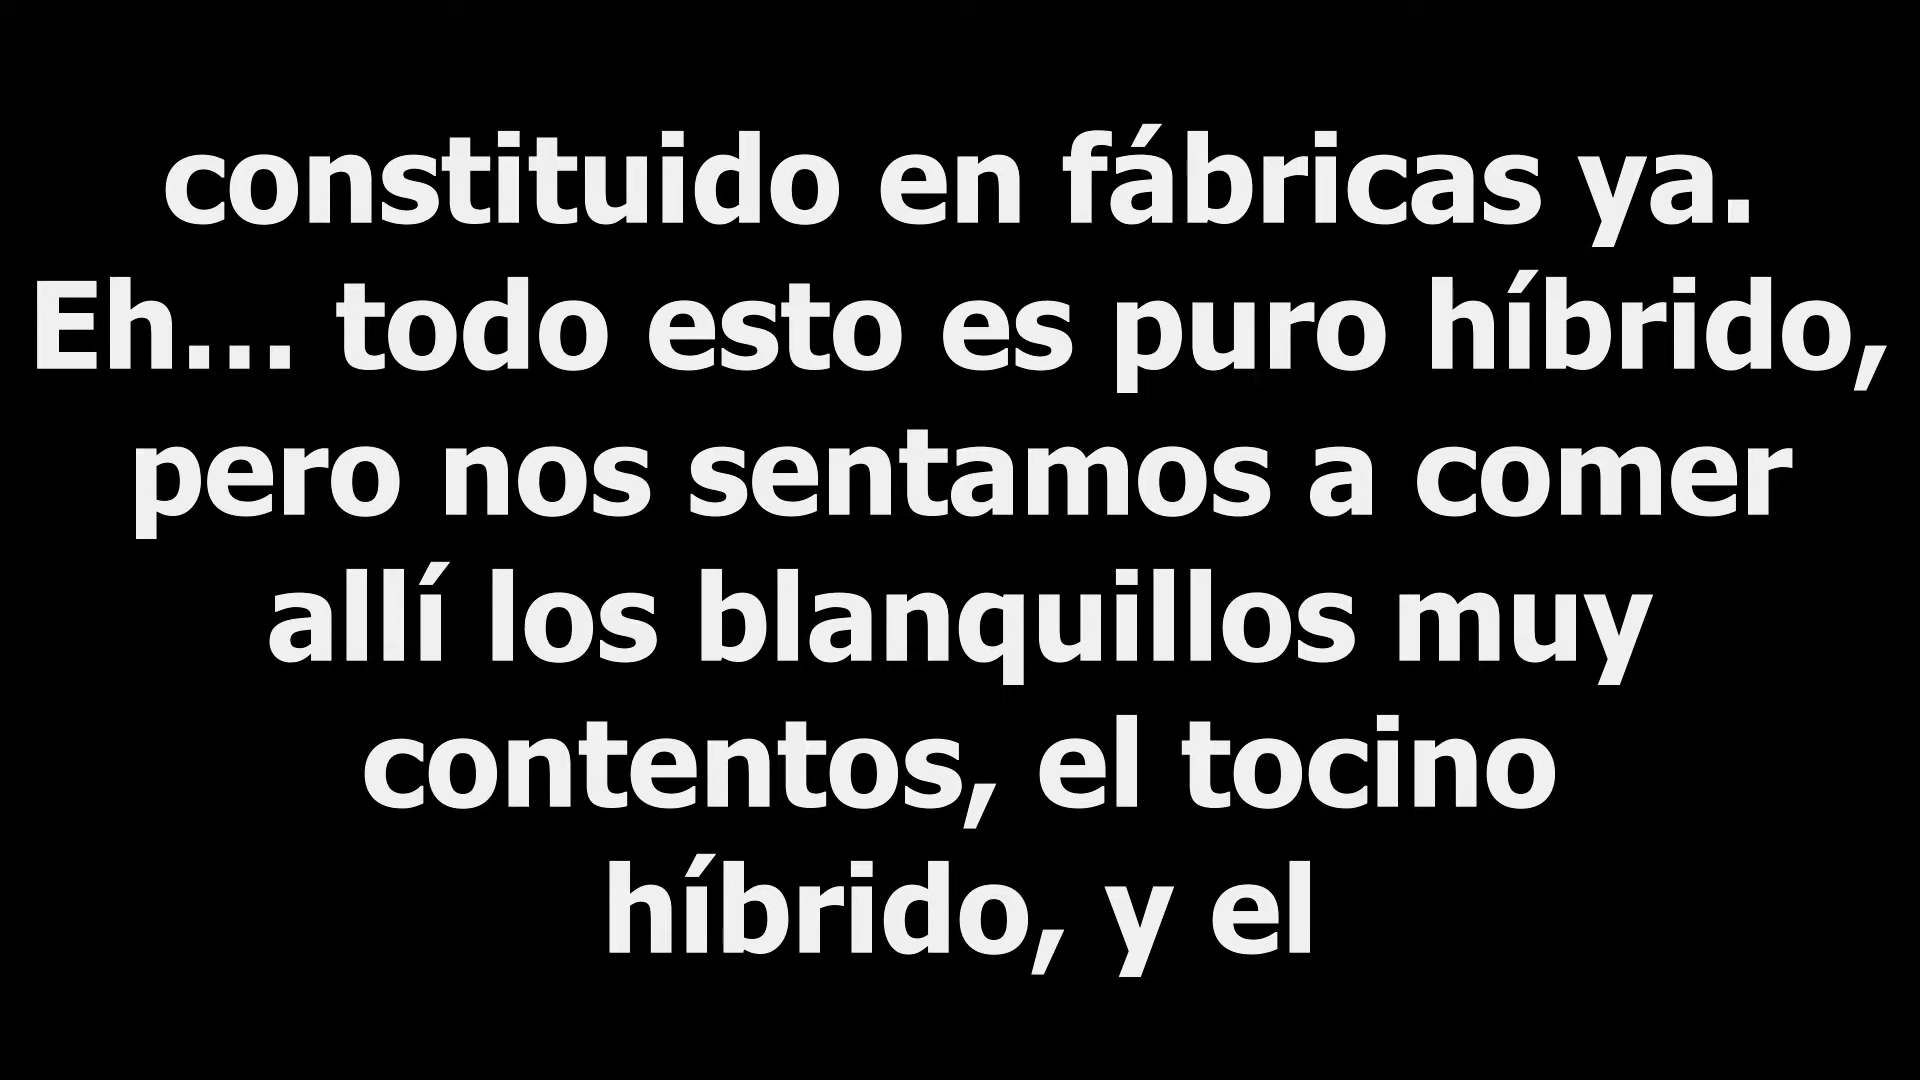 constituido en fábricas ya.
Eh... todo esto es puro híbrido,
pero nos sentamos a comer
allí los blanquillos muy
contentos, el tocino
híbrido, y el